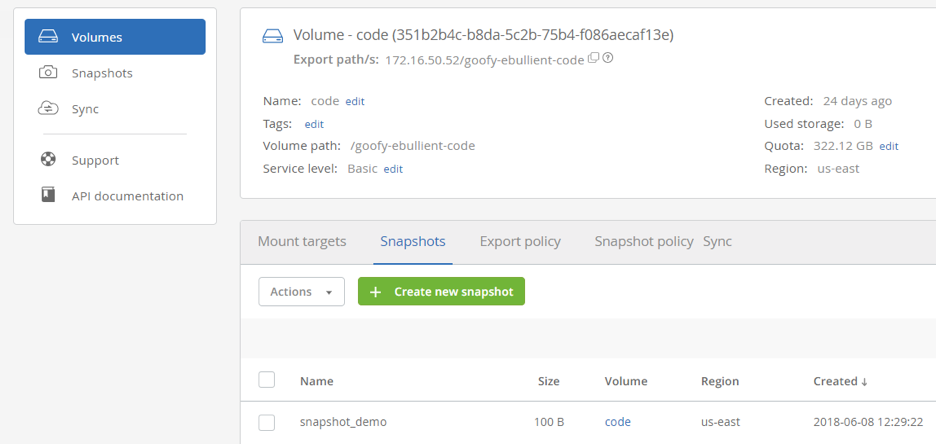 Volumes
Snapshots
Sync
Support
API documentation
Volume - code (351b2b4c-b8da-5c2b-75b4-f086aecaf13e)
Export path/s: 172.16.50.52/goofy-ebullient-code
Name: code edit
Tags: edit
Volume path: /goofy-ebullient-code
Service level: Basic edit
Created: 24 days ago
Used storage: 0 B
Quota: 322.12 GB edit
Region: us-east
Mount targets Snapshots Export policy Snapshot policy Sync
Actions + Create new snapshot
Name Size Volume Region Created ↓
snapshot_demo 100 B code us-east 2018-06-08 12:29:22